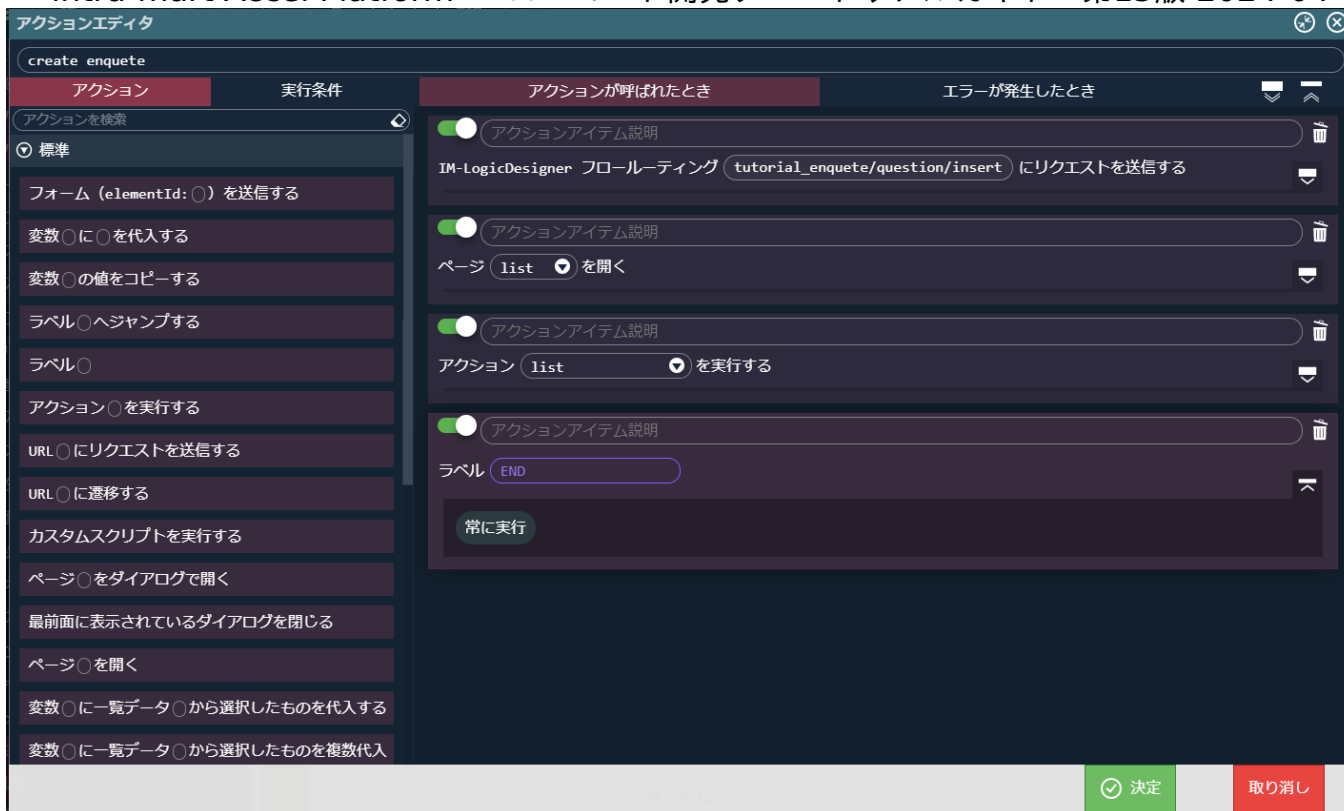 アクションエディタ
create enquete
アクション 実行条件 アクションが呼ばれたとき エラーが発生したとき
アクションを検索
標準
フォーム（elementId:）を送信する
変数に を代入する
変数 の値をコピーする
ラベル へジャンプする
ラベル
アクション を実行する
URL にリクエストを送信する
URL に遷移する
カスタムスクリプトを実行する
ページ をダイアログで開く
最前面に表示されているダイアログを閉じる
ページ を開く
変数 に一覧データ から選択したものを代入する
変数 に一覧データ から選択したものを複数代入
アクションアイテム説明
IM-LogicDesigner フロールーティング tutorial_enquete/question/insert にリクエストを送信する
アクションアイテム説明
ページ list を開く
アクションアイテム説明
アクション list を実行する
アクションアイテム説明
ラベル END
常に実行
決定 取り消し